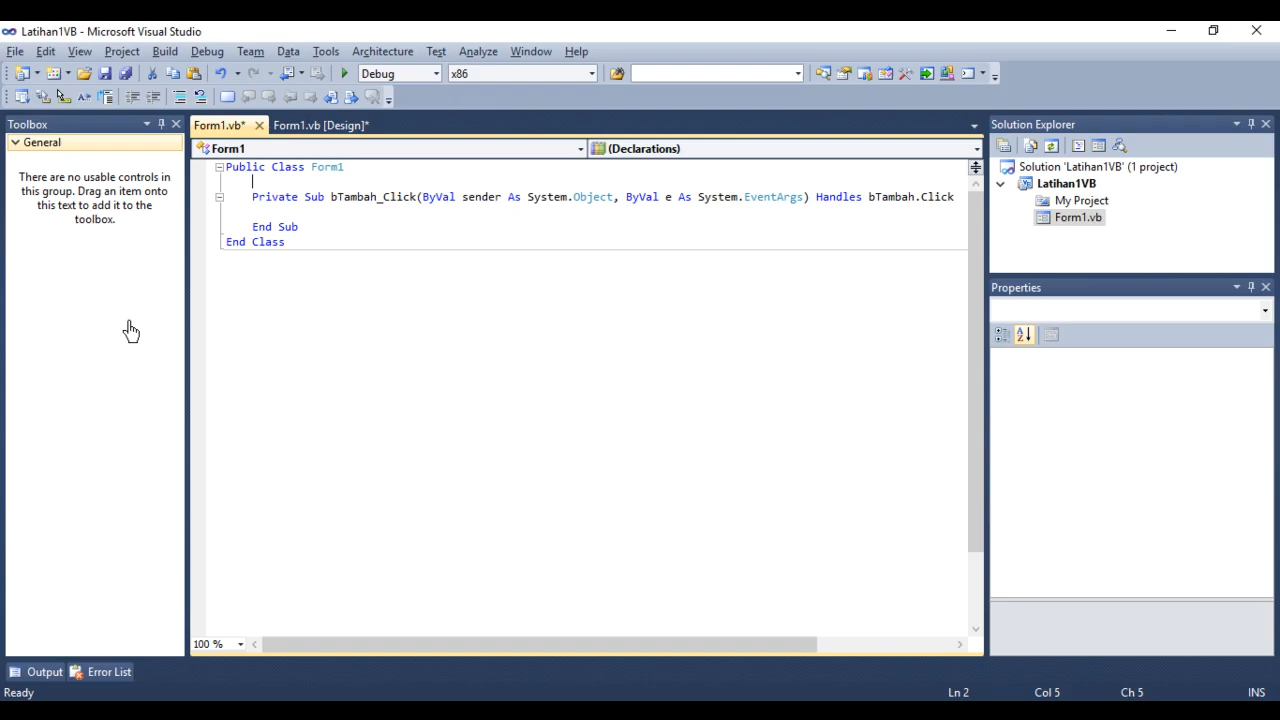 Latihan1VB - Microsoft Visual Studio
File Edit View Project Build Debug Team Data Tools Architecture Test Analyze Window Help
Debug x86
Toolbox
General
There are no usable controls in
this group. Drag an item onto
this text to add it to the
toolbox.
Form1.vb* Form1.vb [Design]*
Form1 (Declarations)
Public Class Form1
Private Sub bTambah_Click(ByVal sender As System.Object, ByVal e As System.EventArgs) Handles bTambah.Click
End Sub
End Class
100 %
Solution Explorer
Solution 'Latihan1VB' (1 project)
Latihan1VB
My Project
Form1.vb
Properties
Output Error List
Ready Ln 2 Col 5 Ch 5 INS